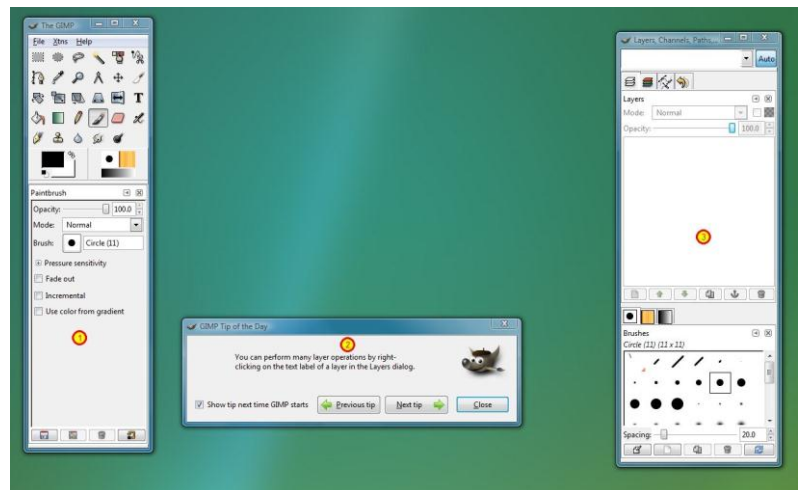 The GIMP
File Xtns Help
Paintbrush
Opacity: 100.0
Mode: Normal
Brush: Circle (11)
Pressure sensitivity
Fade out
Incremental
Use color from gradient
1
GIMP Tip of the Day
2
You can perform many layer operations by right-
clicking on the text label of a layer in the Layers dialog.
Show tip next time GIMP starts Previous tip Next tip Close
Layers, Channels, Paths,...
Auto
Layers
Mode: Normal
Opacity: 100.0
3
Brushes
Circle (11) (11 x 11)
Spacing: 20.0